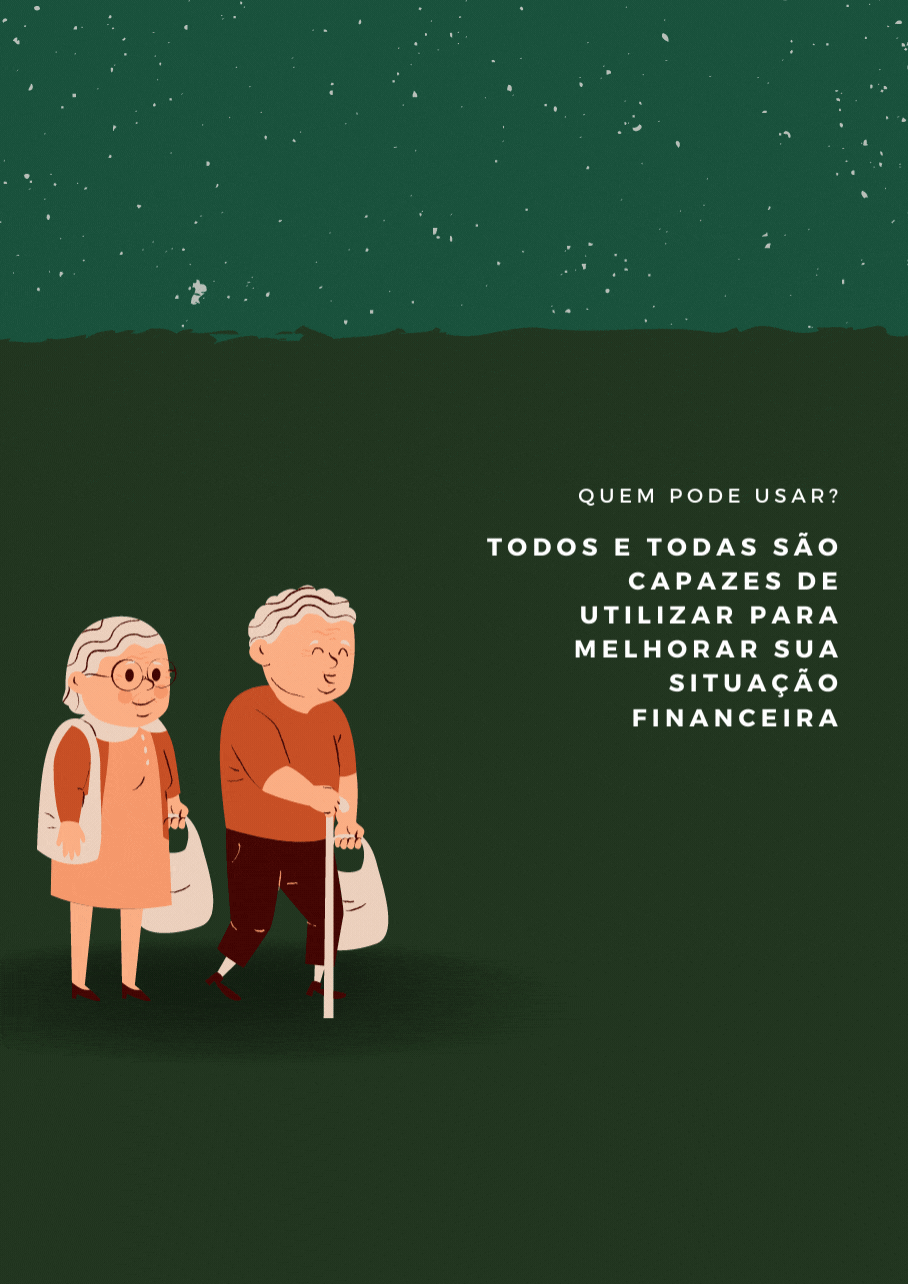 QUEM PODE USAR?
TODOS E TODAS SÃO
CAPAZES DE
UTILIZAR PARA
MELHORAR SUA
SITUAÇÃO
FINANCEIRA